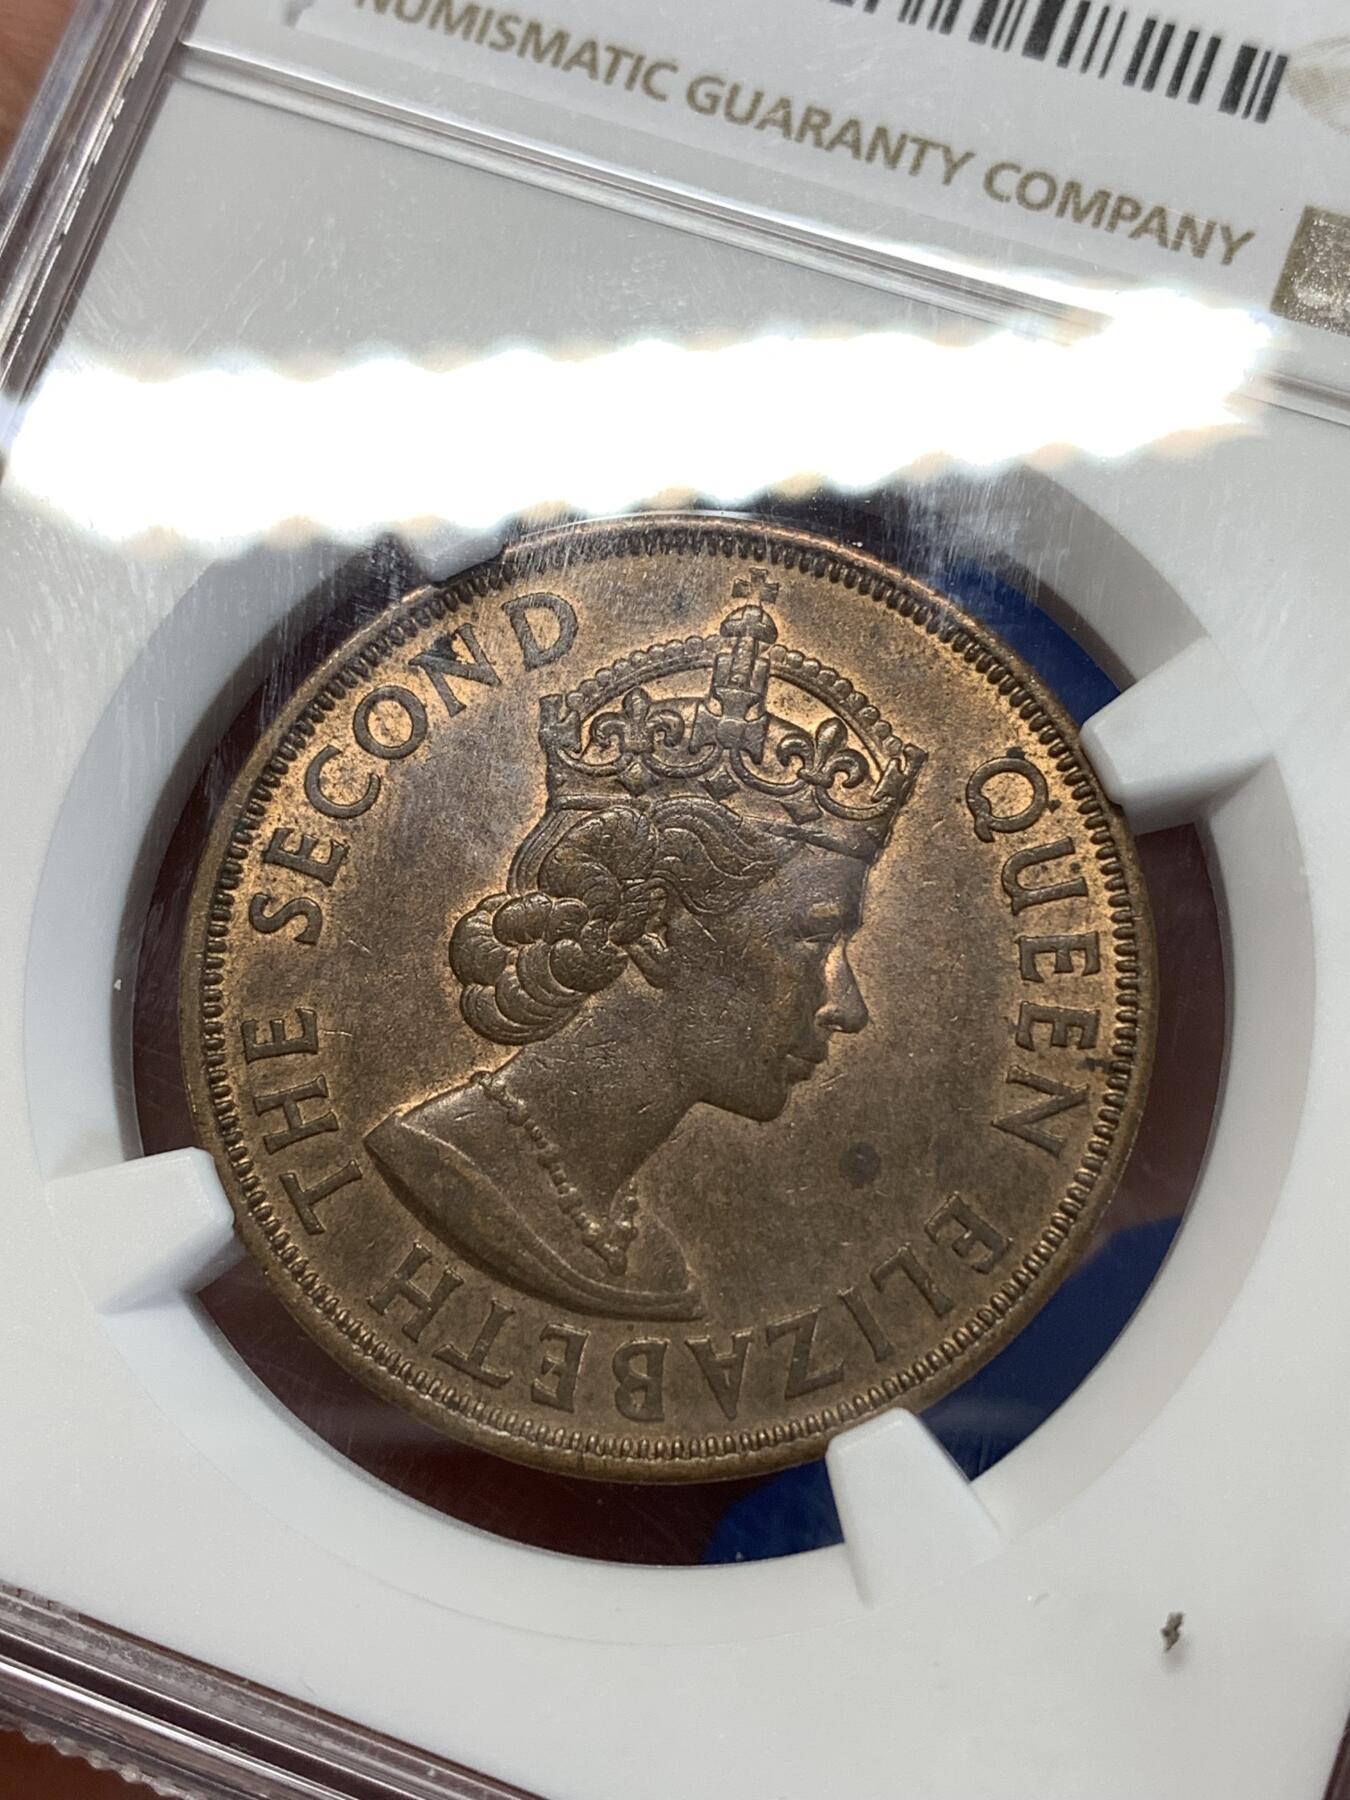 NUMISMATIC GUARANTY COMPANY
QUEEN ELIZABETH THE SECOND